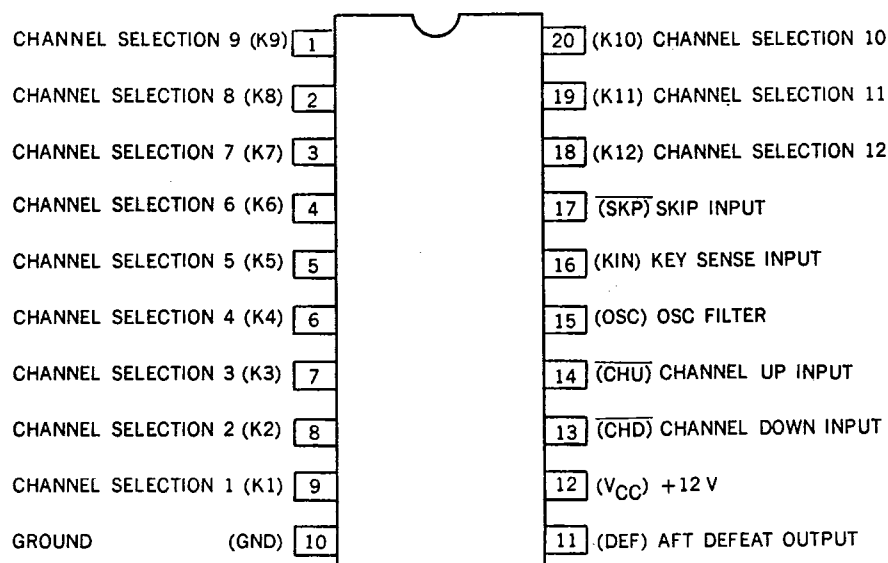 CHANNEL SELECTION 9 (K9) 1
CHANNEL SELECTION 8 (K8) 2
CHANNEL SELECTION 7 (K7) 3
CHANNEL SELECTION 6 (K6) 4
CHANNEL SELECTION 5 (K5) 5
CHANNEL SELECTION 4 (K4) 6
CHANNEL SELECTION 3 (K3) 7
CHANNEL SELECTION 2 (K2) 8
CHANNEL SELECTION 1 (K1) 9
GROUND (GND) 10
20 (K10) CHANNEL SELECTION 10
19 (K11) CHANNEL SELECTION 11
18 (K12) CHANNEL SELECTION 12
17 (SKP) SKIP INPUT
16 (KIN) KEY SENSE INPUT
15 (OSC) OSC FILTER
14 (CHU) CHANNEL UP INPUT
13 (CHD) CHANNEL DOWN INPUT
12 (VCC) +12 V
11 (DEF) AFT DEFEAT OUTPUT